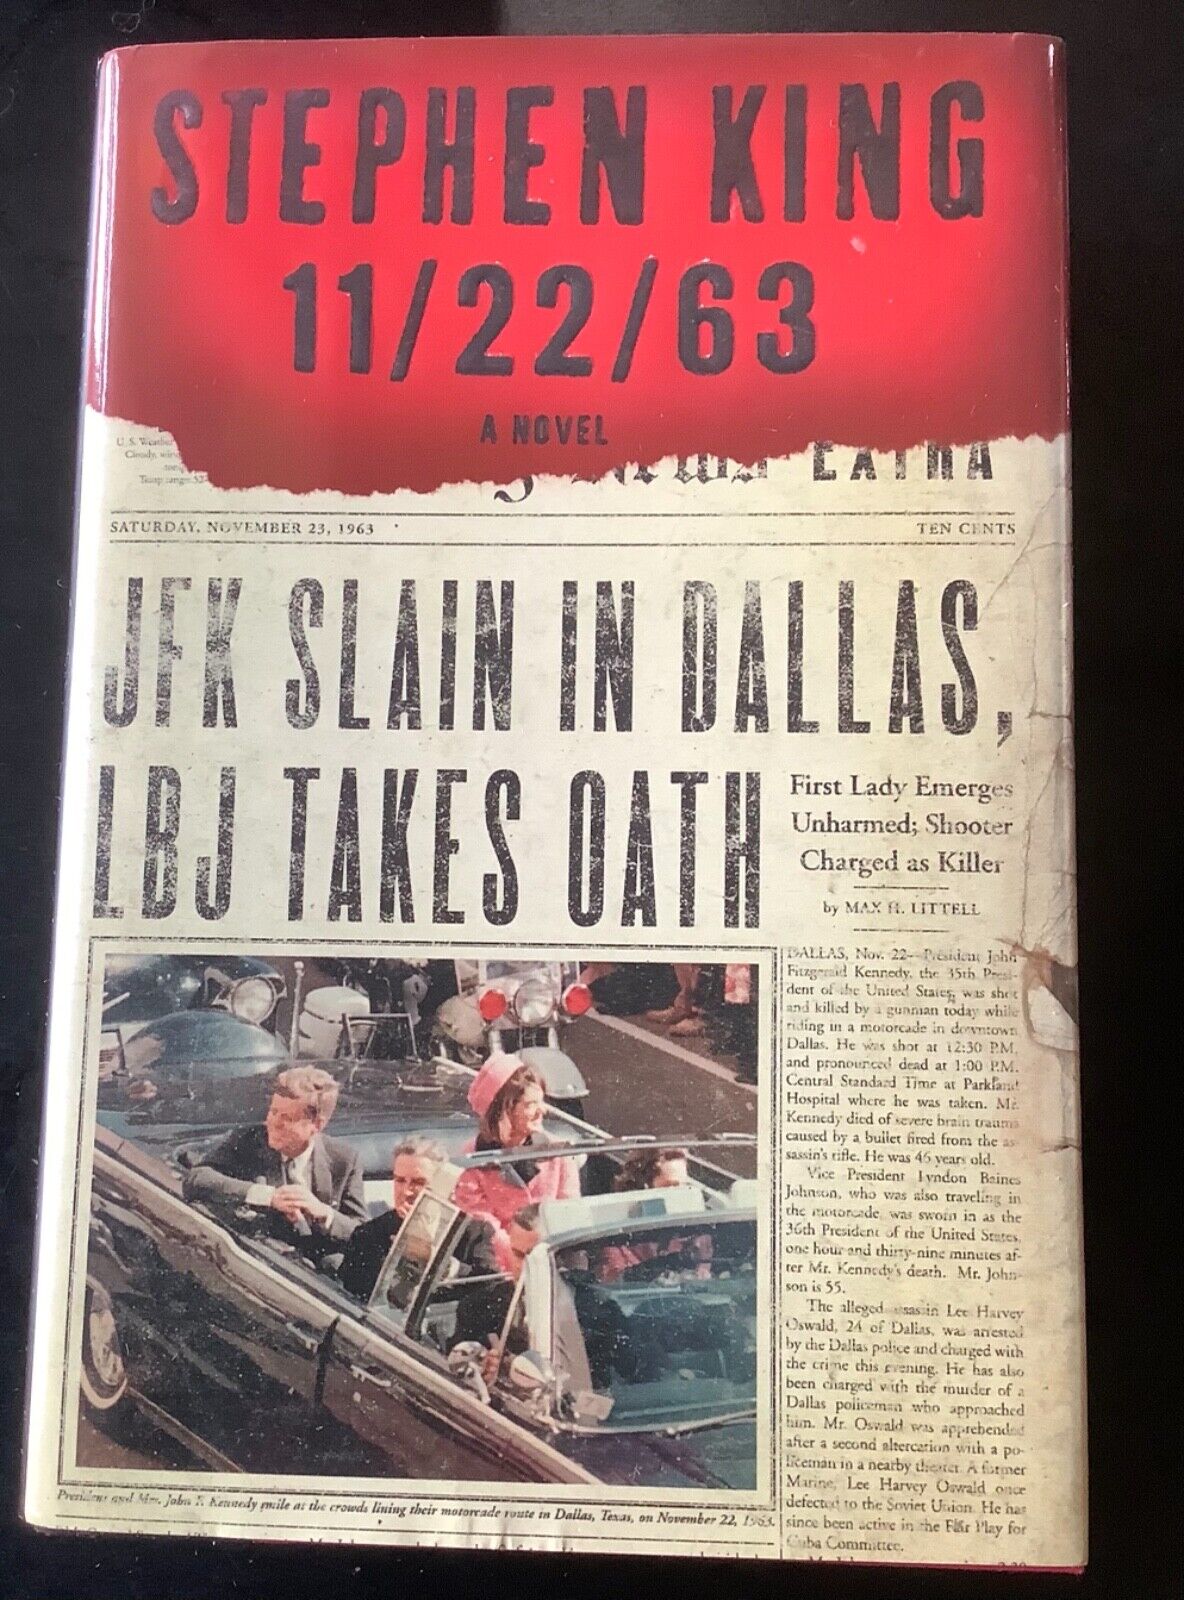 STEPHEN KING
11/22/63
A NOVEL
U.S. Weather
Cloudy, wind
Temp range: 52
News EXTRA
SATURDAY, NOVEMBER 23, 1963
TEN CENTS
JFK SLAIN IN DALLAS,
LBJ TAKES OATH
First Lady Emerges
Unharmed; Shooter
Charged as Killer
by MAX H. LITTELL
DALLAS, Nov. 22—President John
Fitzgerald Kennedy, the 35th Presi-
dent of the United States, was shot
and killed by a gunman today while
riding in a motorcade in downtown
Dallas. He was shot at 12:30 P.M.
and pronounced dead at 1:00 P.M.
Central Standard Time at Parkland
Hospital where he was taken. Mr.
Kennedy died of severe brain trauma
caused by a bullet fired from the as-
sassin's rifle. He was 46 years old.
Vice President Lyndon Baines
Johnson, who was also traveling in
the motorcade, was sworn in as the
36th President of the United States,
one hour and thirty-nine minutes af-
ter Mr. Kennedy's death. Mr. John-
son is 55.
The alleged assassin Lee Harvey
Oswald, 24 of Dallas, was arrested
by the Dallas police and charged with
the crime this evening. He has also
been charged with the murder of a
Dallas policeman who approached
him. Mr. Oswald was apprehended
after a second altercation with a po-
liceman in a nearby theater. A former
Marine, Lee Harvey Oswald once
defected to the Soviet Union. He has
since been active in the Fair Play for
Cuba Committee.
President and Mrs. John F. Kennedy smile as the crowds lining their motorcade route in Dallas, Texas, on November 22, 1963.